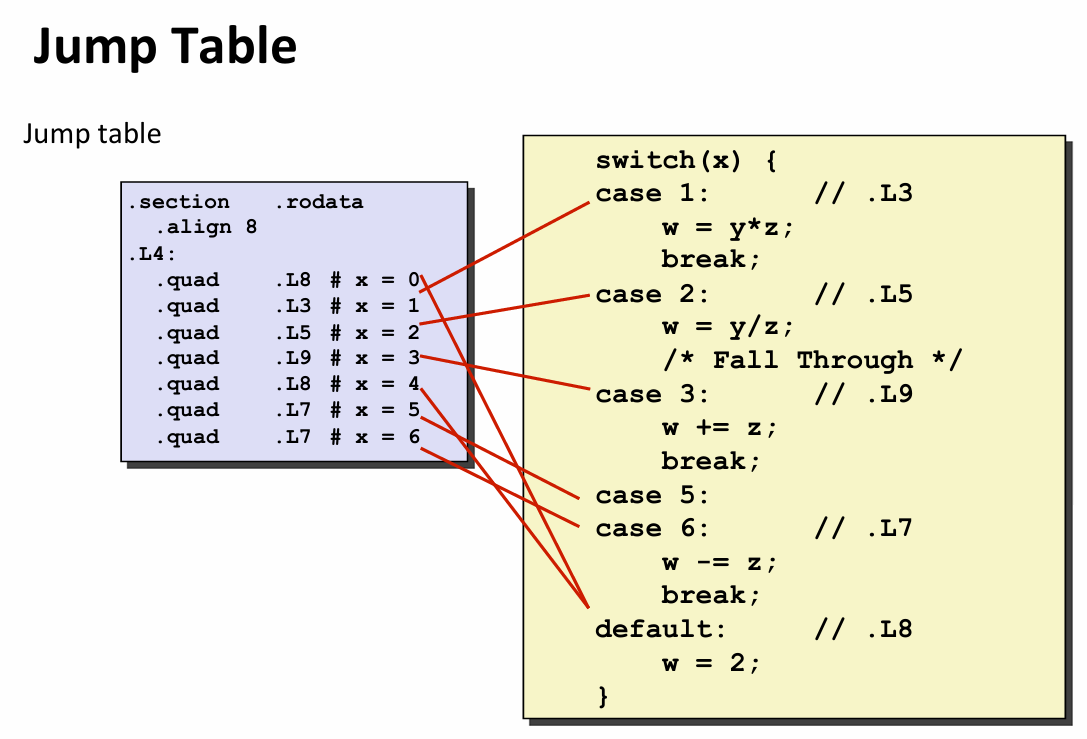 Jump Table
Jump table
.section .rodata
.align 8
.L4:
.quad .L8 # x = 0
.quad .L3 # x = 1
.quad .L5 # x = 2
.quad .L9 # x = 3
.quad .L8 # x = 4
.quad .L7 # x = 5
.quad .L7 # x = 6
switch(x) {
case 1: // .L3
w = y*z;
break;
case 2: // .L5
w = y/z;
/* Fall Through */
case 3: // .L9
w += z;
break;
case 5:
case 6: // .L7
w -= z;
break;
default: // .L8
w = 2;
}